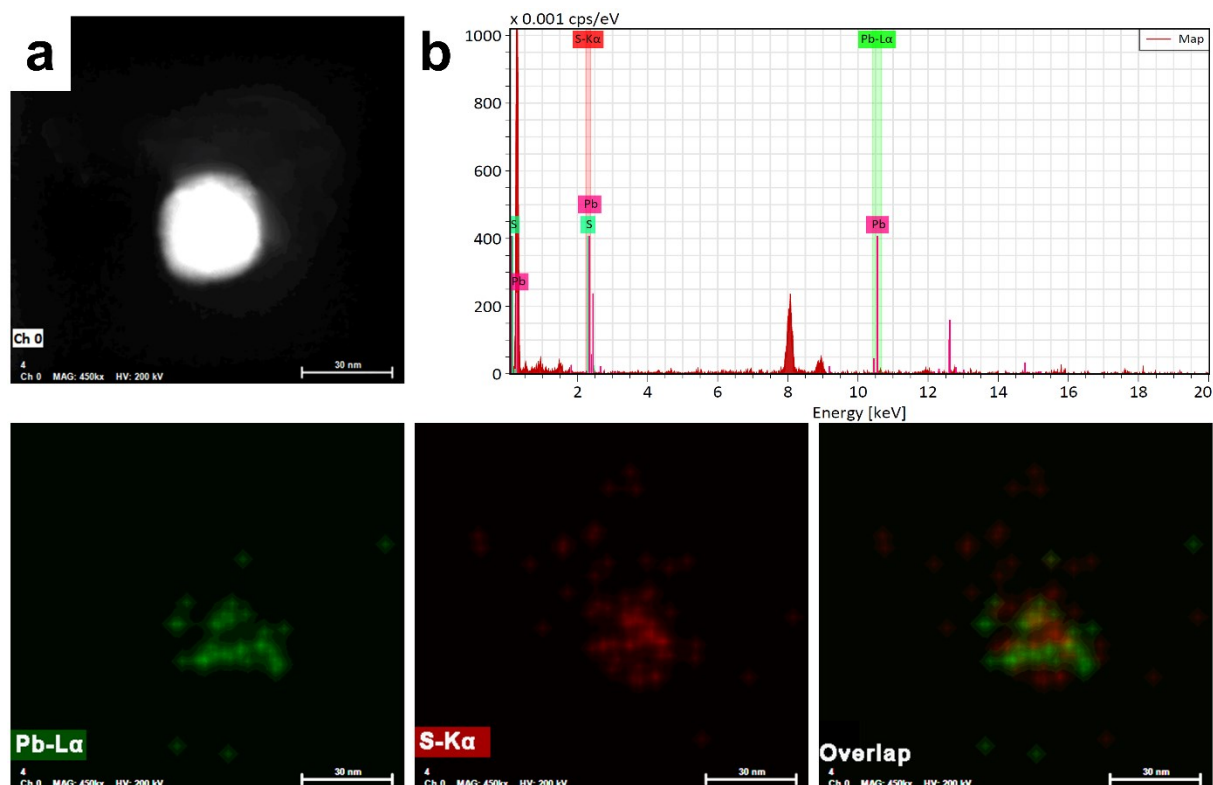 a
Ch 0
4
Ch 0 MAG: 450kx HV: 200 kV
30 nm
b
x 0.001 cps/eV
1000
800
600
400
200
0
S-Kα
Pb-Lα
Map
Pb
S
S
Pb
Pb
2 4 6 8 10 12 14 16 18 20
Energy [keV]
Pb-Lα
4
Ch 0 MAG: 450kx HV: 200 kV
30 nm
S-Kα
4
Ch 0 MAG: 450kx HV: 200 kV
30 nm
Overlap
4
Ch 0 MAG: 450kx HV: 200 kV
30 nm